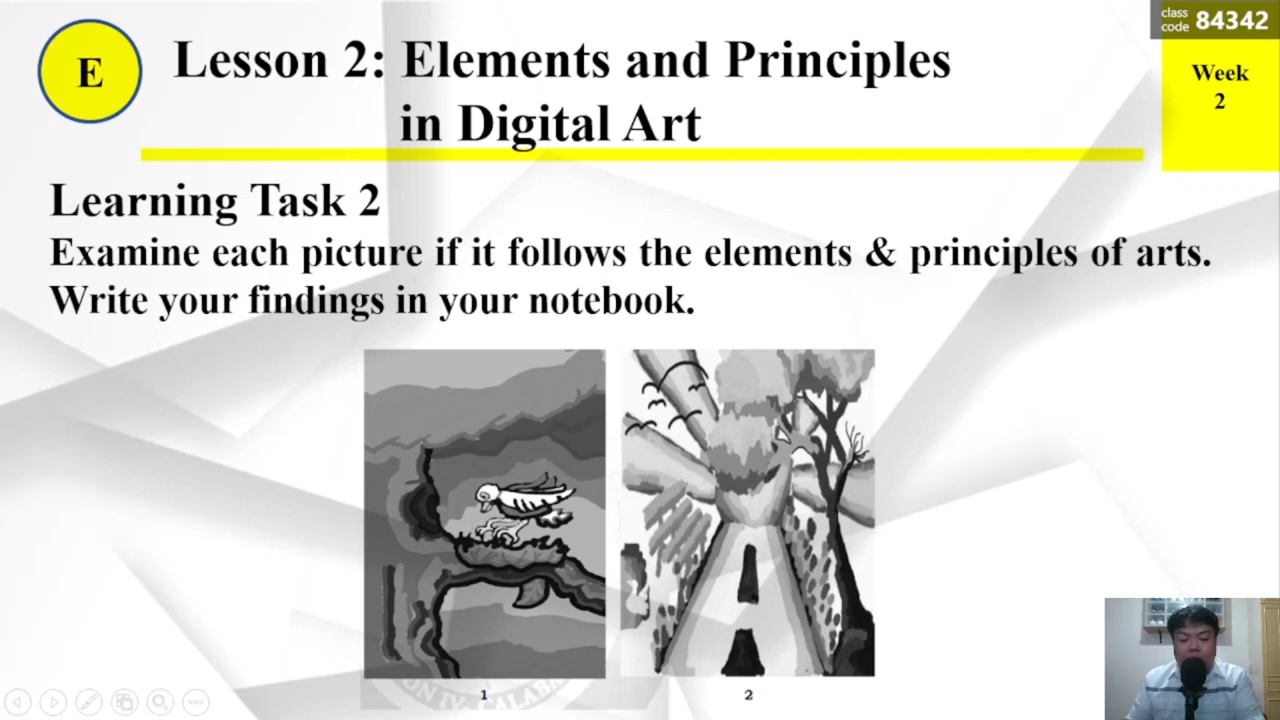 class
code 84342
E
Lesson 2: Elements and Principles
in Digital Art
Week
2
Learning Task 2
Examine each picture if it follows the elements & principles of arts.
Write your findings in your notebook.
1
2